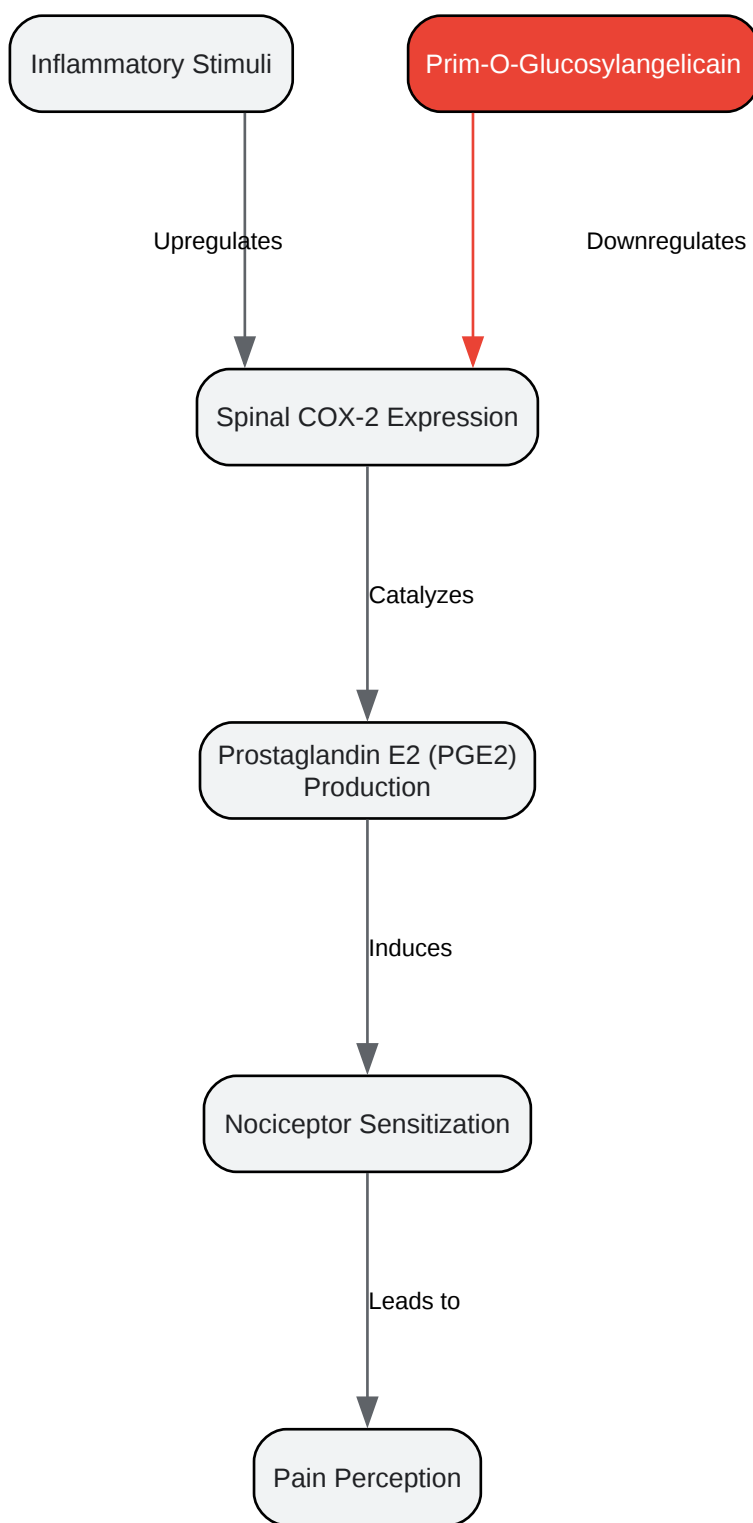 Inflammatory Stimuli
Prim-O-Glucosylangelicain
Upregulates
Downregulates
Spinal COX-2 Expression
Catalyzes
Prostaglandin E2 (PGE2)
Production
Induces
Nociceptor Sensitization
Leads to
Pain Perception